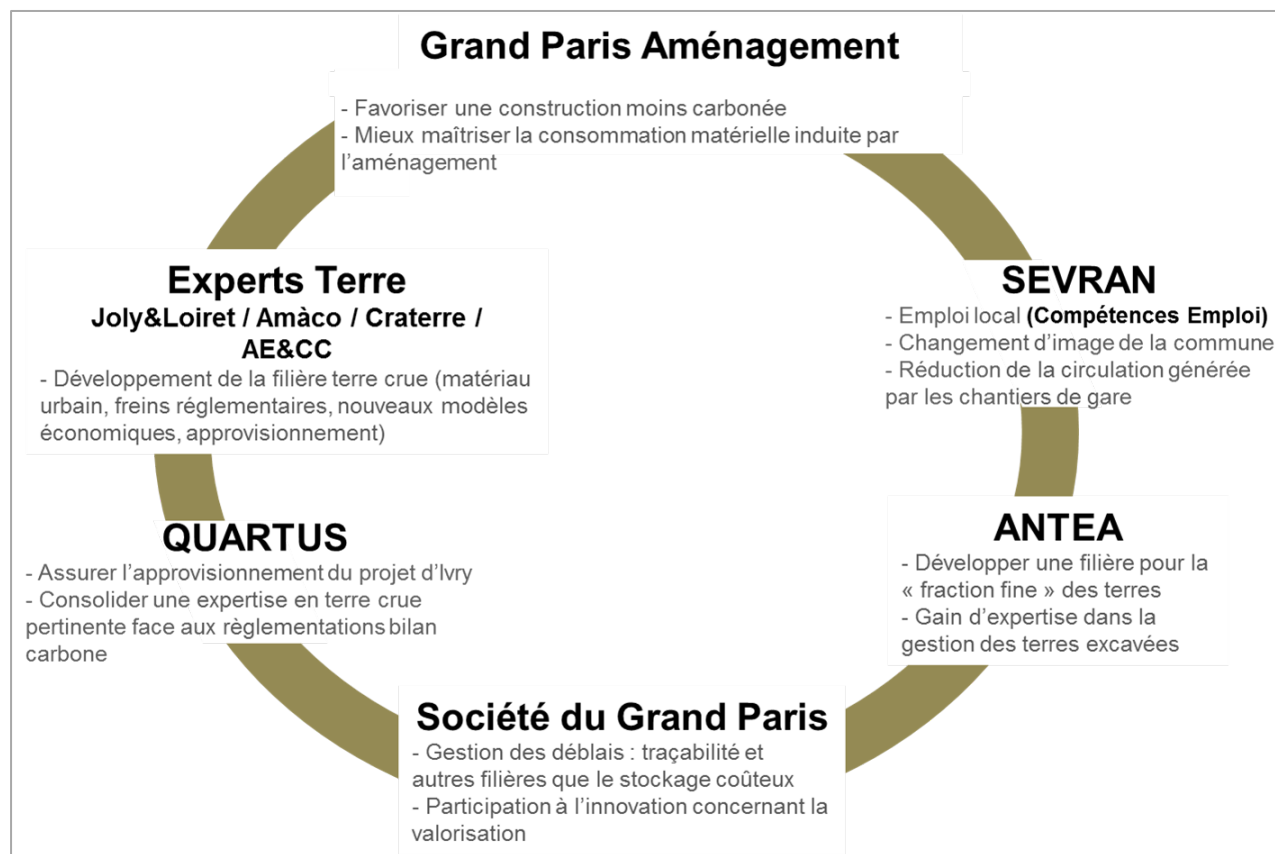 Grand Paris Aménagement
- Favoriser une construction moins carbonée
- Mieux maîtriser la consommation matérielle induite par
l’aménagement
Experts Terre
Joly&Loiret / Amàco / Craterre /
AE&CC
- Développement de la filière terre crue (matériau
urbain, freins réglementaires, nouveaux modèles
économiques, approvisionnement)
SEVRAN
- Emploi local (Compétences Emploi)
- Changement d’image de la commune
- Réduction de la circulation générée
par les chantiers de gare
QUARTUS
- Assurer l’approvisionnement du projet d’Ivry
- Consolider une expertise en terre crue
pertinente face aux règlementations bilan
carbone
ANTEA
- Développer une filière pour la
« fraction fine » des terres
- Gain d’expertise dans la
gestion des terres excavées
Société du Grand Paris
- Gestion des déblais : traçabilité et
autres filières que le stockage coûteux
- Participation à l’innovation concernant la
valorisation